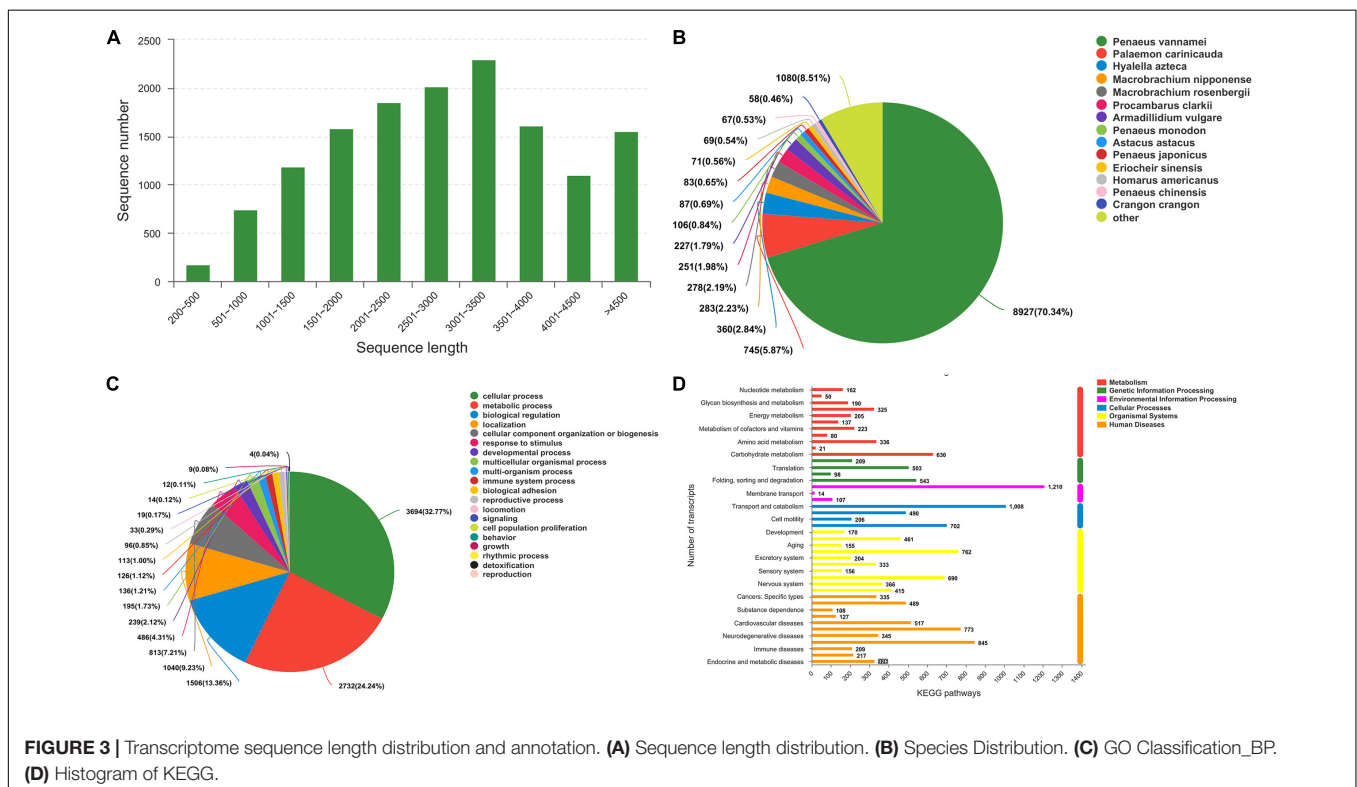 A
2500
2000
1500
1000
500
0
Sequence number
200~500
501~1000
1001~1500
1501~2000
2001~2500
2501~3000
3001~3500
3501~4000
4001~4500
>4500
Sequence length
B
1080(8.51%)
58(0.46%)
67(0.53%)
69(0.54%)
71(0.56%)
83(0.65%)
87(0.69%)
106(0.84%)
227(1.79%)
251(1.98%)
278(2.19%)
283(2.23%)
360(2.84%)
745(5.87%)
8927(70.34%)
Penaeus vannamei
Palaemon carinicauda
Hyalella azteca
Macrobrachium nipponense
Macrobrachium rosenbergii
Procambarus clarkii
Armadillidium vulgare
Penaeus monodon
Astacus astacus
Penaeus japonicus
Eriocheir sinensis
Homarus americanus
Penaeus chinensis
Crangon crangon
other
C
4(0.04%)
9(0.08%)
12(0.11%)
14(0.12%)
19(0.17%)
33(0.29%)
96(0.85%)
113(1.00%)
126(1.12%)
136(1.21%)
195(1.73%)
239(2.12%)
486(4.31%)
813(7.21%)
1040(9.23%)
1506(13.36%)
2732(24.24%)
3694(32.77%)
cellular process
metabolic process
biological regulation
localization
cellular component organization or biogenesis
response to stimulus
developmental process
multicellular organismal process
multi-organism process
immune system process
biological adhesion
reproductive process
locomotion
signaling
cell population proliferation
behavior
growth
rhythmic process
detoxification
reproduction
D
Number of transcripts
Nucleotide metabolism 162
50
Glycan biosynthesis and metabolism 190
325
Energy metabolism 205
137
Metabolism of cofactors and vitamins 223
80
Amino acid metabolism 336
21
Carbohydrate metabolism 630
209
Translation 503
98
Folding, sorting and degradation 543
1,210
Membrane transport 14
107
Transport and catabolism 1,008
490
Cell motility 206
702
Development 170
461
Aging 155
762
Excretory system 204
333
Sensory system 156
690
Nervous system 366
415
Cancers: Specific types 335
489
Substance dependence 108
127
Cardiovascular diseases 517
773
Neurodegenerative diseases 345
845
Immune diseases 209
217
Endocrine and metabolic diseases
0 100 200 300 400 500 600 700 800 900 1000 1100 1200 1300 1400
KEGG pathways
Metabolism
Genetic Information Processing
Environmental Information Processing
Cellular Processes
Organismal Systems
Human Diseases
FIGURE 3 | Transcriptome sequence length distribution and annotation. (A) Sequence length distribution. (B) Species Distribution. (C) GO Classification_BP.
(D) Histogram of KEGG.